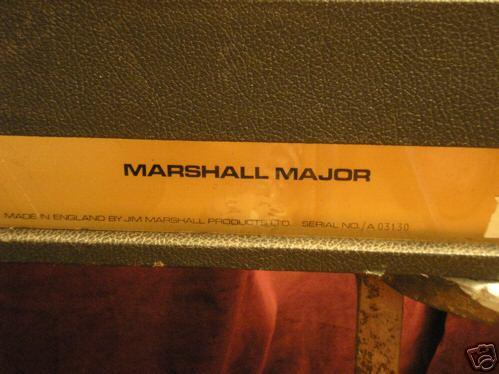 MARSHALL MAJOR
MADE IN ENGLAND BY JIM MARSHALL PRODUCTS LTD. SERIAL NO./A 03130